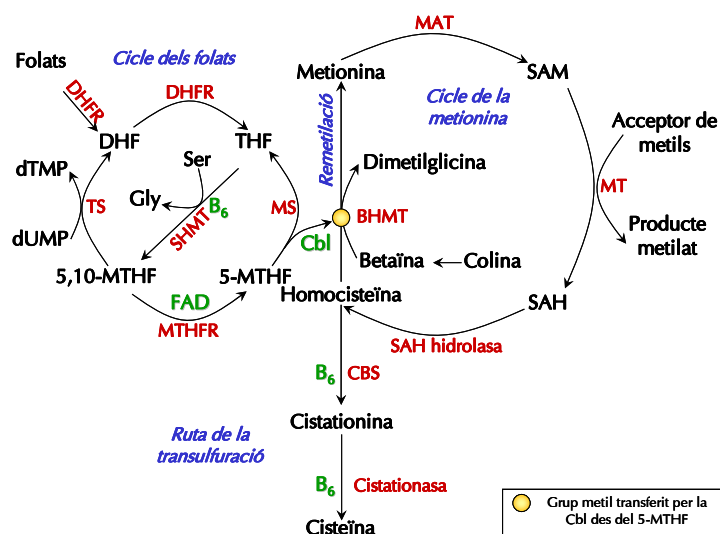 MAT
Folats
Cicle dels folats
Metionina
SAM
DHFR
DHFR
Cicle de la
metionina
Remetilació
Acceptor de
metils
DHF
THF
Ser
Dimetilglicina
dTMP
Gly
B6
SHMT
TS
MS
BHMT
MT
dUMP
Cbl
Producte
metilat
Betaïna
Colina
5,10-MTHF
5-MTHF
Homocisteïna
SAH
FAD
MTHFR
SAH hidrolasa
B6
CBS
Cistationina
Ruta de la
transulfuració
B6
Cistationasa
Cisteïna
Grup metil transferit per la
Cbl des del 5-MTHF